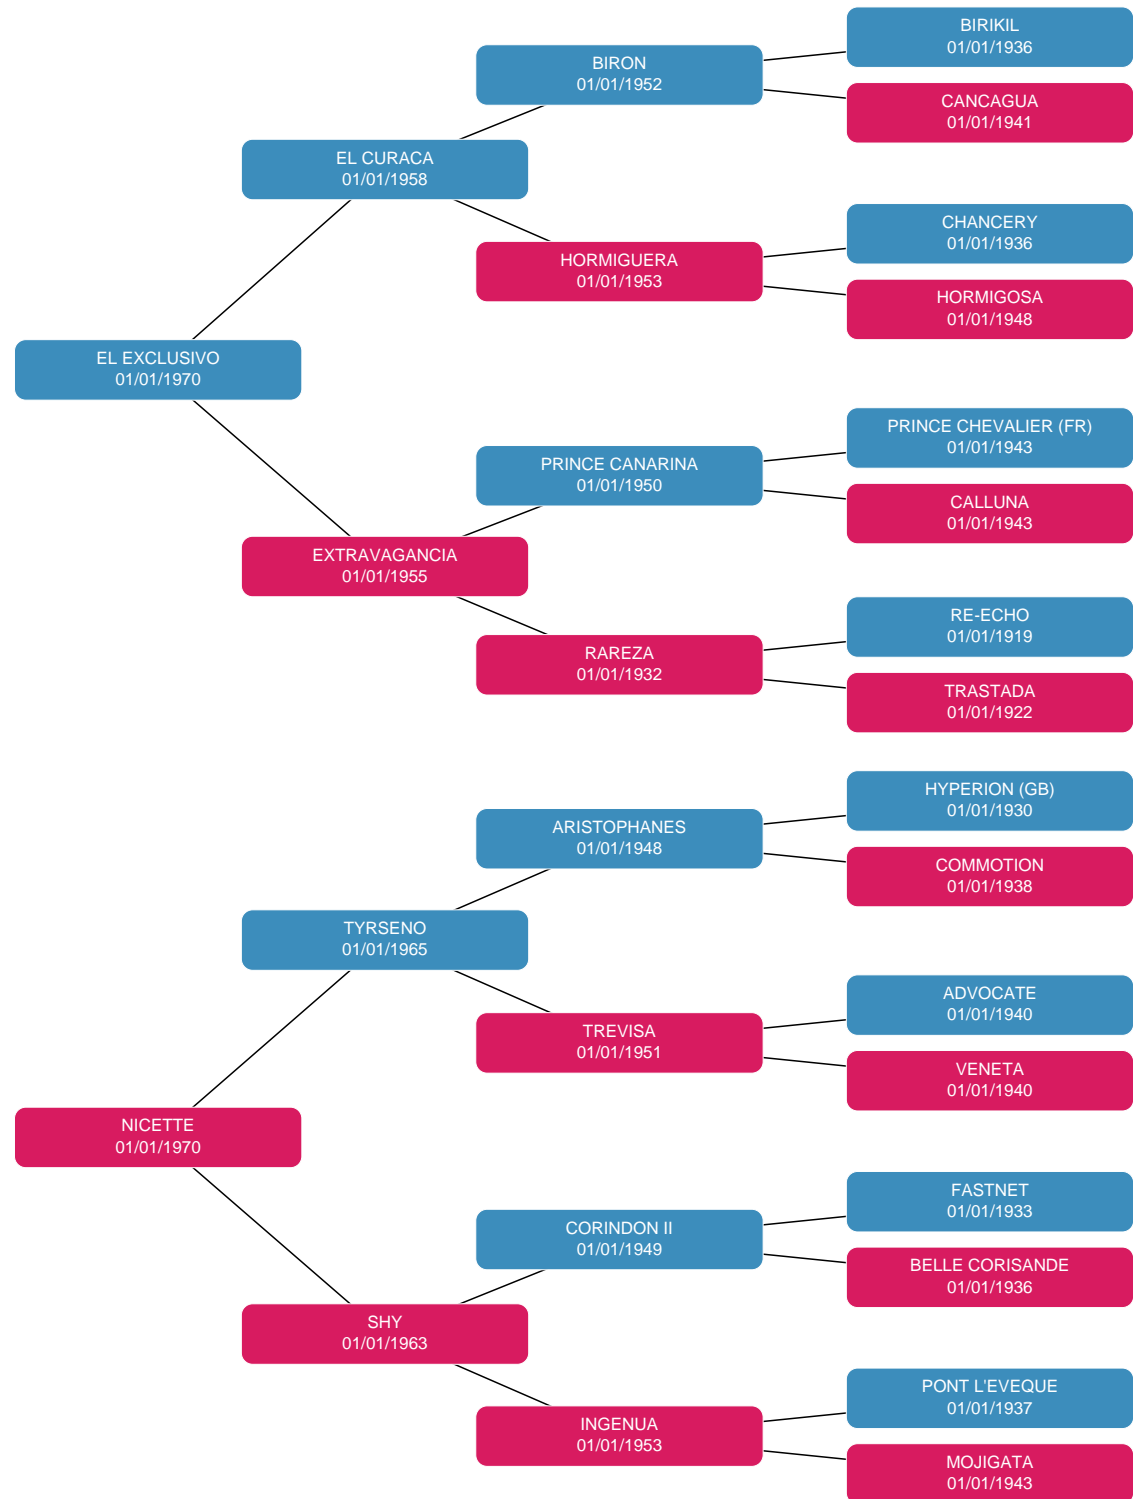 BIRIKIL
01/01/1936
BIRON
01/01/1952
CANCAGUA
01/01/1941
EL CURACA
01/01/1958
CHANCERY
01/01/1936
HORMIGUERA
01/01/1953
HORMIGOSA
01/01/1948
EL EXCLUSIVO
01/01/1970
PRINCE CHEVALIER (FR)
01/01/1943
PRINCE CANARINA
01/01/1950
CALLUNA
01/01/1943
EXTRAVAGANCIA
01/01/1955
RE-ECHO
01/01/1919
RAREZA
01/01/1932
TRASTADA
01/01/1922
HYPERION (GB)
01/01/1930
ARISTOPHANES
01/01/1948
COMMOTION
01/01/1938
TYRSENO
01/01/1965
ADVOCATE
01/01/1940
TREVISA
01/01/1951
VENETA
01/01/1940
NICETTE
01/01/1970
FASTNET
01/01/1933
CORINDON II
01/01/1949
BELLE CORISANDE
01/01/1936
SHY
01/01/1963
PONT L'EVEQUE
01/01/1937
INGENUA
01/01/1953
MOJIGATA
01/01/1943